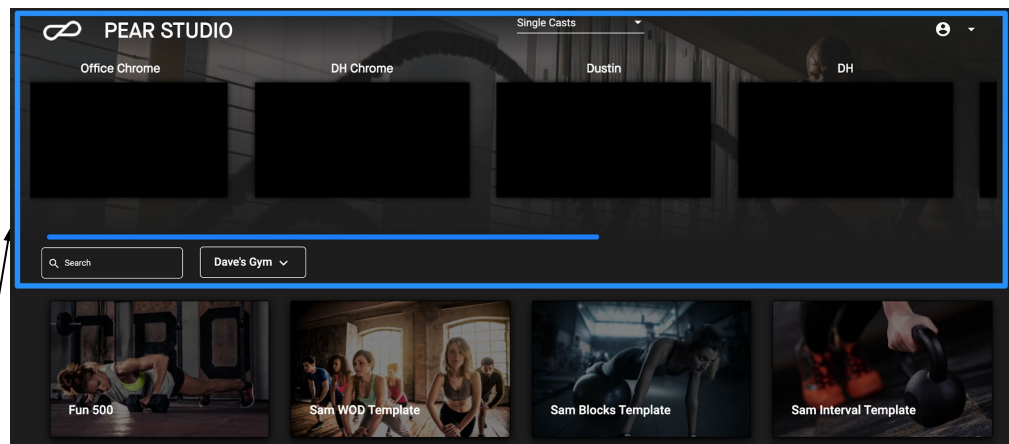 PEAR STUDIO
Single Casts
Office Chrome
DH Chrome
Dustin
DH
Search
Dave's Gym
Fun 500
Sam WOD Template
Sam Blocks Template
Sam Interval Template